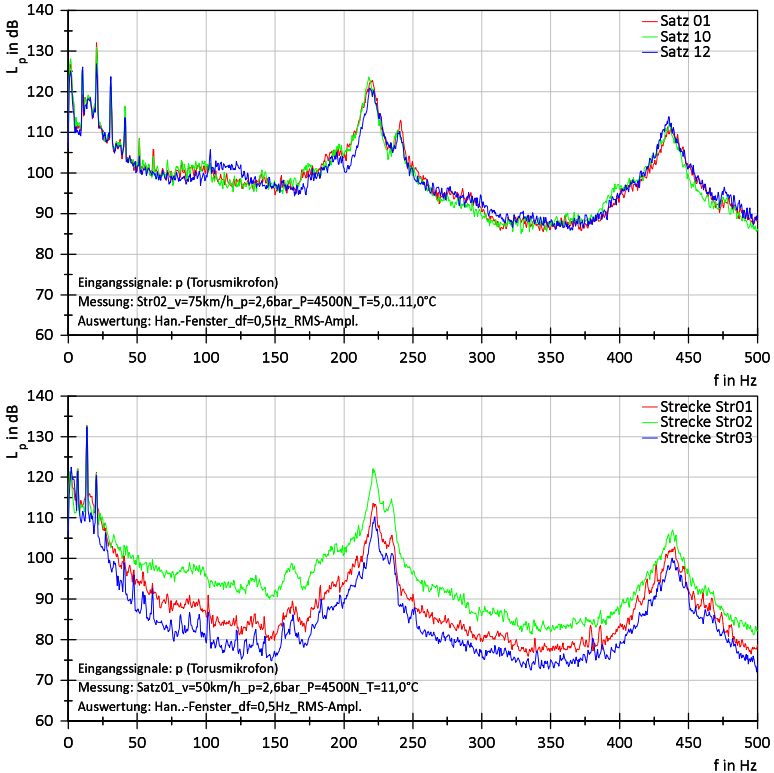 140
130
120
110
100
90
80
70
60
L_p in dB
Satz 01
Satz 10
Satz 12
Eingangssignale: p (Torusmikrofon)
Messung: Str02_v=75km/h_p=2,6bar_P=4500N_T=5,0..11,0°C
Auswertung: Han.-Fenster_df=0,5Hz_RMS-Ampl.
0 50 100 150 200 250 300 350 400 450 500
f in Hz
140
130
120
110
100
90
80
70
60
L_p in dB
Strecke Str01
Strecke Str02
Strecke Str03
Eingangssignale: p (Torusmikrofon)
Messung: Satz01_v=50km/h_p=2,6bar_P=4500N_T=11,0°C
Auswertung: Han..-Fenster_df=0,5Hz_RMS-Ampl.
0 50 100 150 200 250 300 350 400 450 500
f in Hz